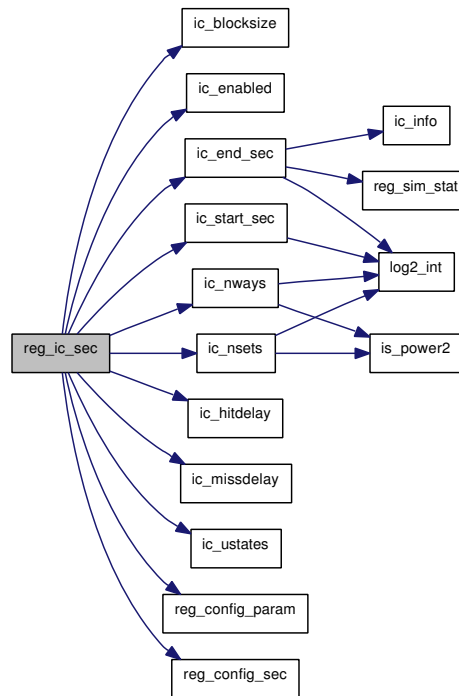 ic_blocksize
ic_enabled
ic_info
ic_end_sec
reg_sim_stat
ic_start_sec
log2_int
ic_nways
reg_ic_sec
ic_nsets
is_power2
ic_hitdelay
ic_missdelay
ic_ustates
reg_config_param
reg_config_sec